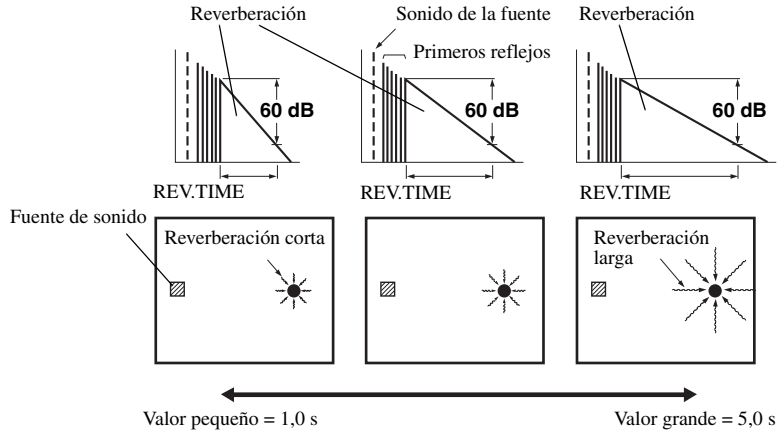 Reverberación
Sonido de la fuente
Reverberación
Primeros reflejos
60 dB
60 dB
60 dB
REV.TIME
REV.TIME
REV.TIME
Fuente de sonido
Reverberación corta
Reverberación
larga
Valor pequeño = 1,0 s
Valor grande = 5,0 s